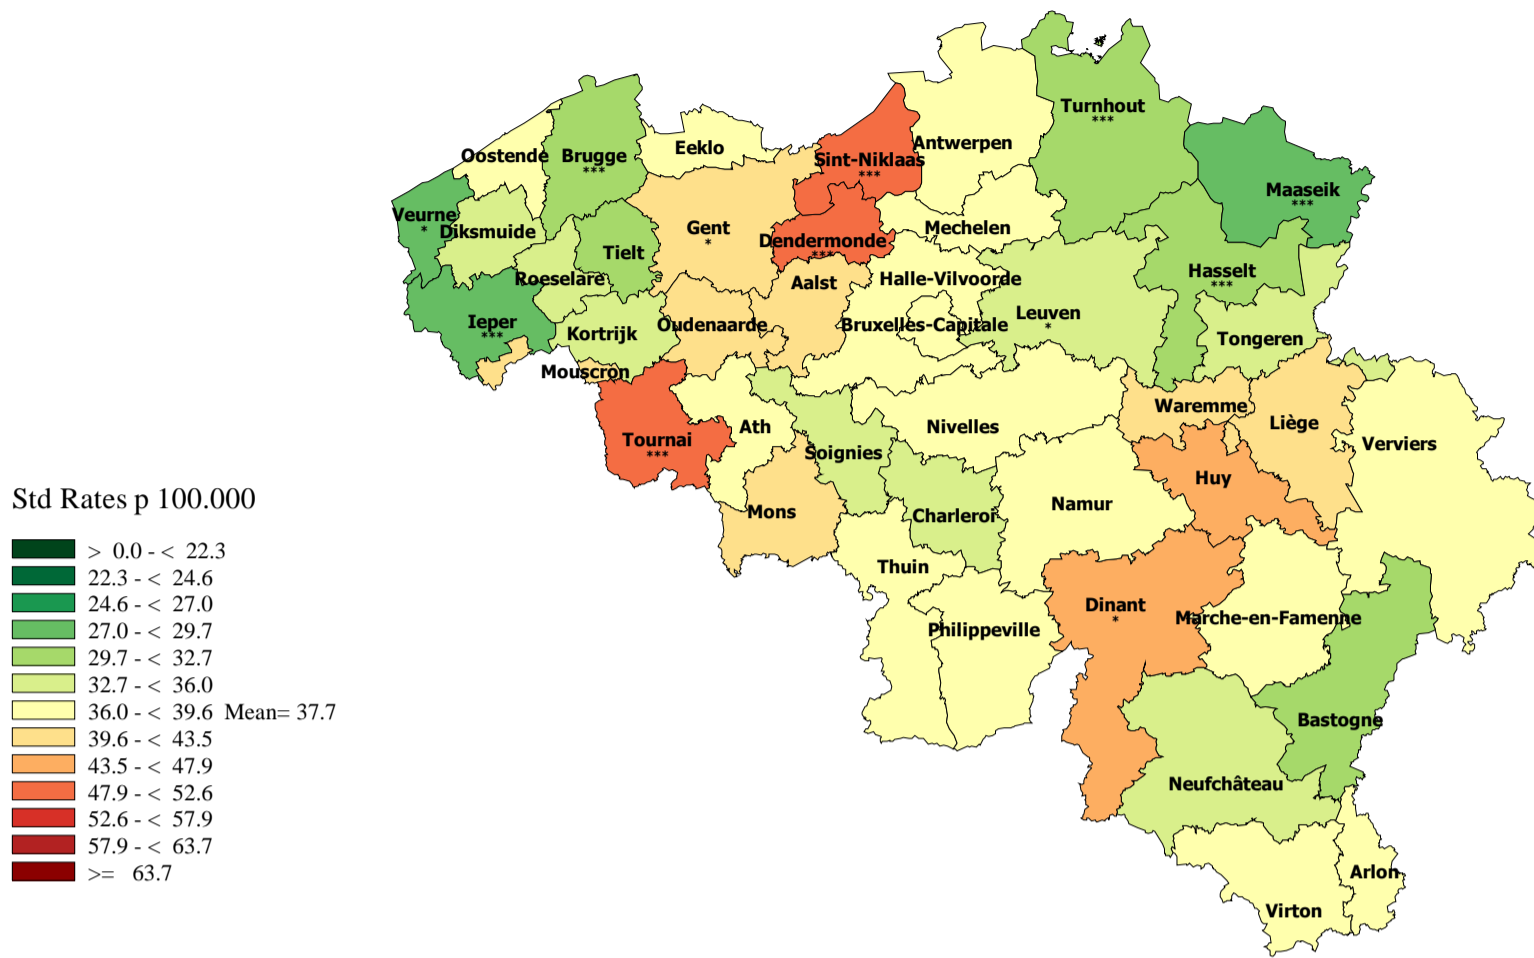 Turnhout
***
Antwerpen
Eeklo
Oostende
Brugge
***
Sint-Niklaas
***
Maaseik
***
Veurne
*
Diksmuide
Gent
*
Mechelen
Dendermonde
***
Tielt
Hasselt
***
Roeselare
Aalst
Halle-Vilvoorde
Leuven
*
Ieper
***
Kortrijk
Oudenaarde
Bruxelles-Capitale
Tongeren
Mouscron
Waremme
Liège
Ath
Nivelles
Tournai
***
Verviers
Soignies
Huy
Std Rates p 100.000
Mons
Charleroi
Namur
> 0.0 - < 22.3
22.3 - < 24.6
24.6 - < 27.0
27.0 - < 29.7
29.7 - < 32.7
32.7 - < 36.0
36.0 - < 39.6 Mean= 37.7
39.6 - < 43.5
43.5 - < 47.9
47.9 - < 52.6
52.6 - < 57.9
57.9 - < 63.7
>= 63.7
Thuin
Dinant
*
Marche-en-Famenne
Philippeville
Bastogne
Neufchâteau
Arlon
Virton